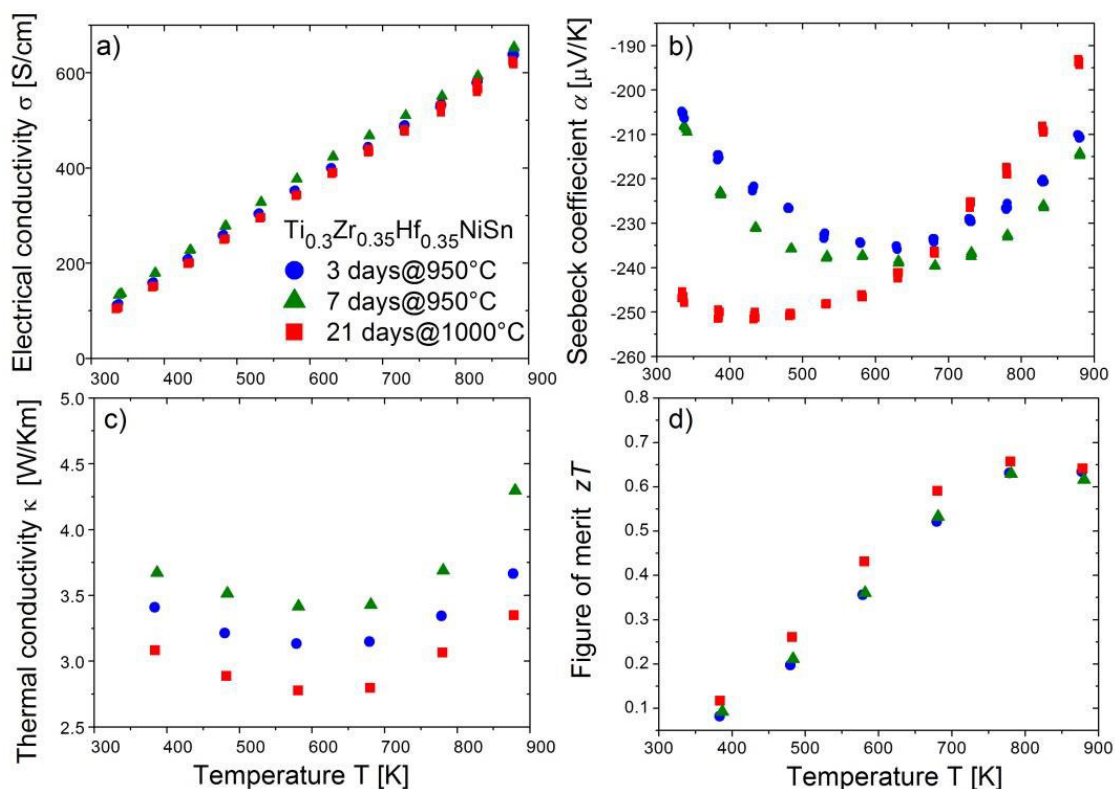 a)
Electrical conductivity σ [S/cm]
600
400
200
0
300 400 500 600 700 800 900
Ti0.3Zr0.35Hf0.35NiSn
3 days@950°C
7 days@950°C
21 days@1000°C
b)
Seebeck coeffiecient α [μV/K]
-190
-200
-210
-220
-230
-240
-250
-260
300 400 500 600 700 800 900
c)
Thermal conductivity κ [W/Km]
5.0
4.5
4.0
3.5
3.0
2.5
300 400 500 600 700 800 900
Temperature T [K]
d)
Figure of merit zT
0.8
0.7
0.6
0.5
0.4
0.3
0.2
0.1
300 400 500 600 700 800 900
Temperature T [K]